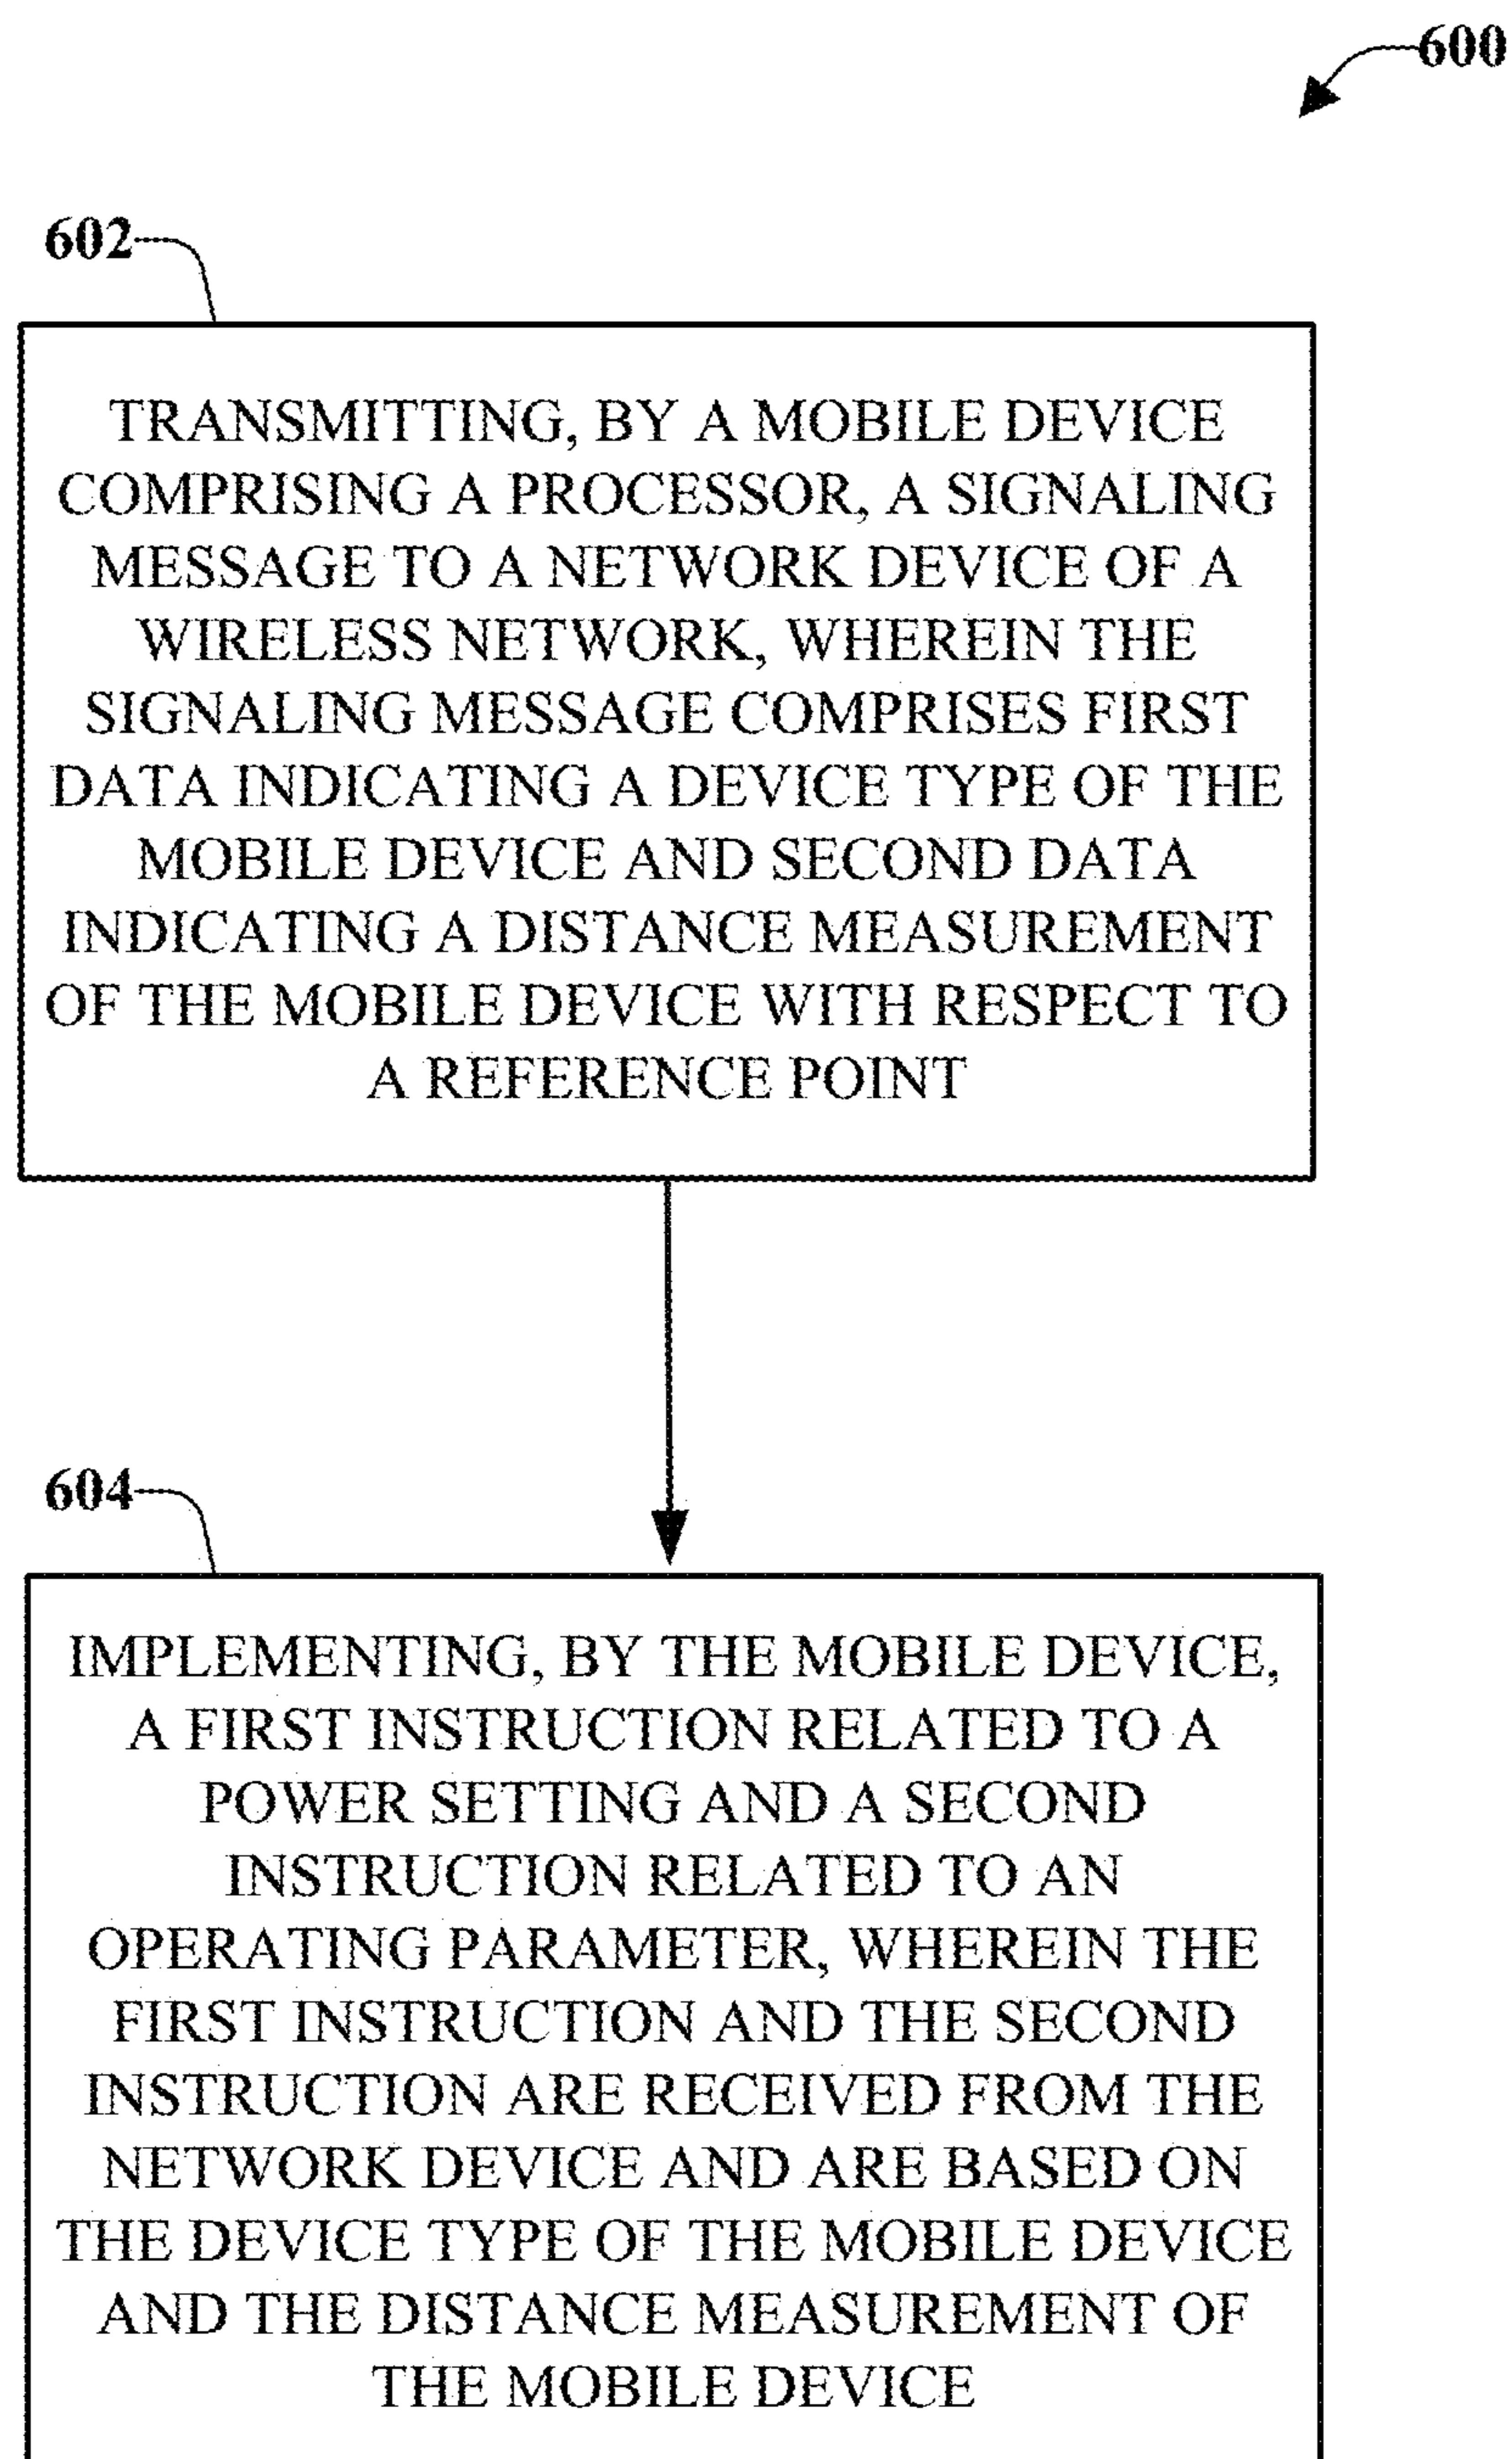 600
602
TRANSMITTING, BY A MOBILE DEVICE
COMPRISING A PROCESSOR, A SIGNALING
MESSAGE TO A NETWORK DEVICE OF A
WIRELESS NETWORK, WHEREIN THE
SIGNALING MESSAGE COMPRISES FIRST
DATA INDICATING A DEVICE TYPE OF THE
MOBILE DEVICE AND SECOND DATA
INDICATING A DISTANCE MEASUREMENT
OF THE MOBILE DEVICE WITH RESPECT TO
A REFERENCE POINT
604
IMPLEMENTING, BY THE MOBILE DEVICE,
A FIRST INSTRUCTION RELATED TO A
POWER SETTING AND A SECOND
INSTRUCTION RELATED TO AN
OPERATING PARAMETER, WHEREIN THE
FIRST INSTRUCTION AND THE SECOND
INSTRUCTION ARE RECEIVED FROM THE
NETWORK DEVICE AND ARE BASED ON
THE DEVICE TYPE OF THE MOBILE DEVICE
AND THE DISTANCE MEASUREMENT OF
THE MOBILE DEVICE